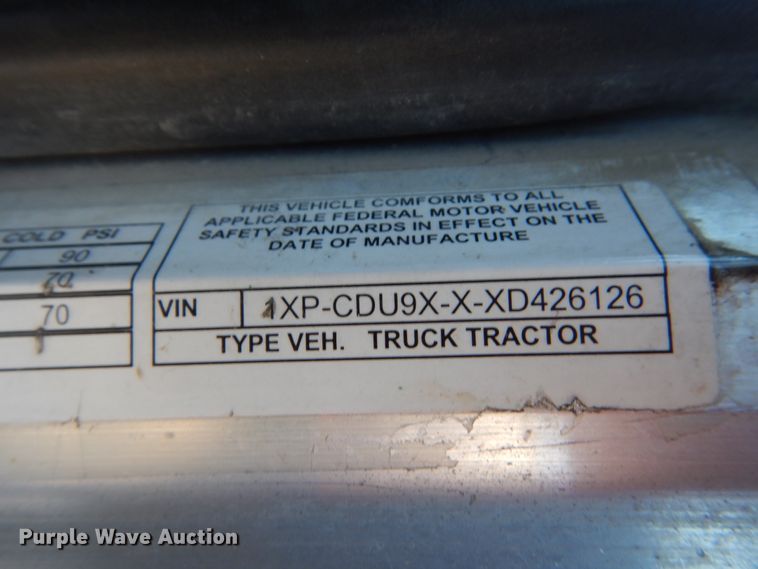 COLD PSI
90
70
70
THIS VEHICLE COMFORMS TO ALL
APPLICABLE FEDERAL MOTOR VEHICLE
SAFETY STANDARDS IN EFFECT ON THE
DATE OF MANUFACTURE
VIN 1XP-CDU9X-X-XD426126
TYPE VEH. TRUCK TRACTOR
Purple Wave Auction